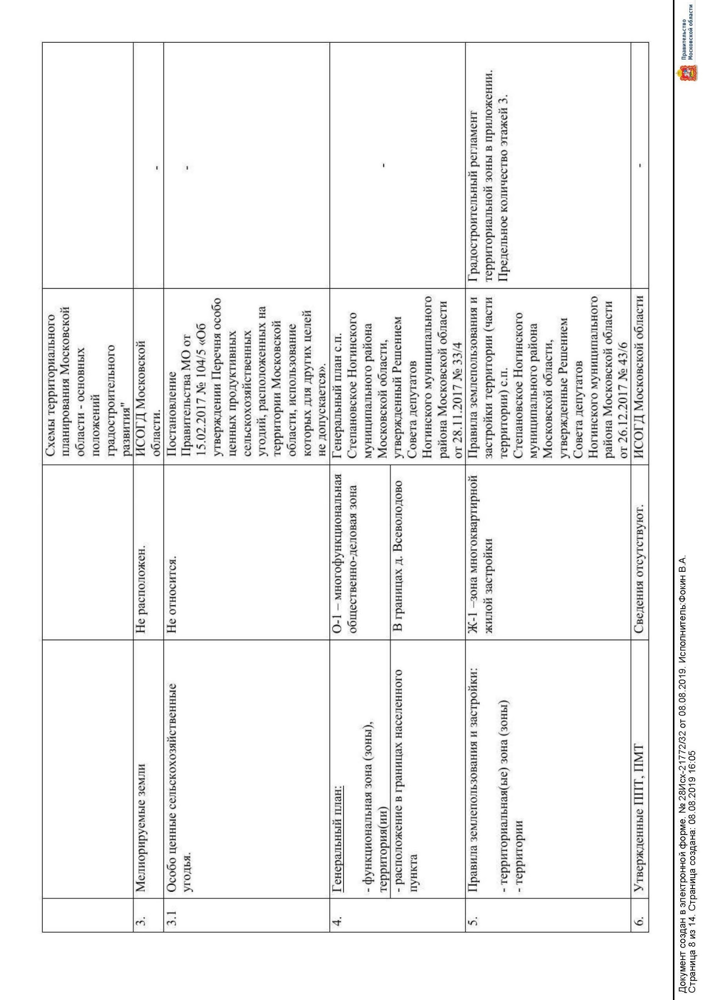 Схемы территориального
планирования Московской
области - основных
положений
градостроительного
развития"
3.
Мелиорируемые земли
Не расположен.
ИСОГД Московской
области.
-
3.1
Особо ценные сельскохозяйственные
угодья.
Не относится.
Постановление
Правительства МО от
15.02.2017 № 104/5 «Об
утверждении Перечня особо
ценных продуктивных
сельскохозяйственных
угодий, расположенных на
территории Московской
области, использование
которых для других целей
не допускается».
-
4.
Генеральный план:
- функциональная зона (зоны),
территория(ии)
О-1 – многофункциональная
общественно-деловая зона
- расположение в границах населенного
пункта
В границах д. Всеволодово
Генеральный план с.п.
Степановское Ногинского
муниципального района
Московской области,
утвержденный Решением
Совета депутатов
Ногинского муниципального
района Московской области
от 28.11.2017 № 33/4
-
5.
Правила землепользования и застройки:
- территориальная(ые) зона (зоны)
- территории
Ж-1 –зона многоквартирной
жилой застройки
Правила землепользования и
застройки территории (части
территории) с.п.
Степановское Ногинского
муниципального района
Московской области,
утвержденные Решением
Совета депутатов
Ногинского муниципального
района Московской области
от 26.12.2017 № 43/6
Градостроительный регламент
территориальной зоны в приложении.
Предельное количество этажей 3.
6.
Утвержденные ППТ, ПМТ
Сведения отсутствуют.
ИСОГД Московской области
-
Документ создан в электронной форме. № 28Исх-21772/32 от 08.08.2019. Исполнитель:Фокин В.А.
Страница 8 из 14. Страница создана: 08.08.2019 16:05
Правительство
Московской области